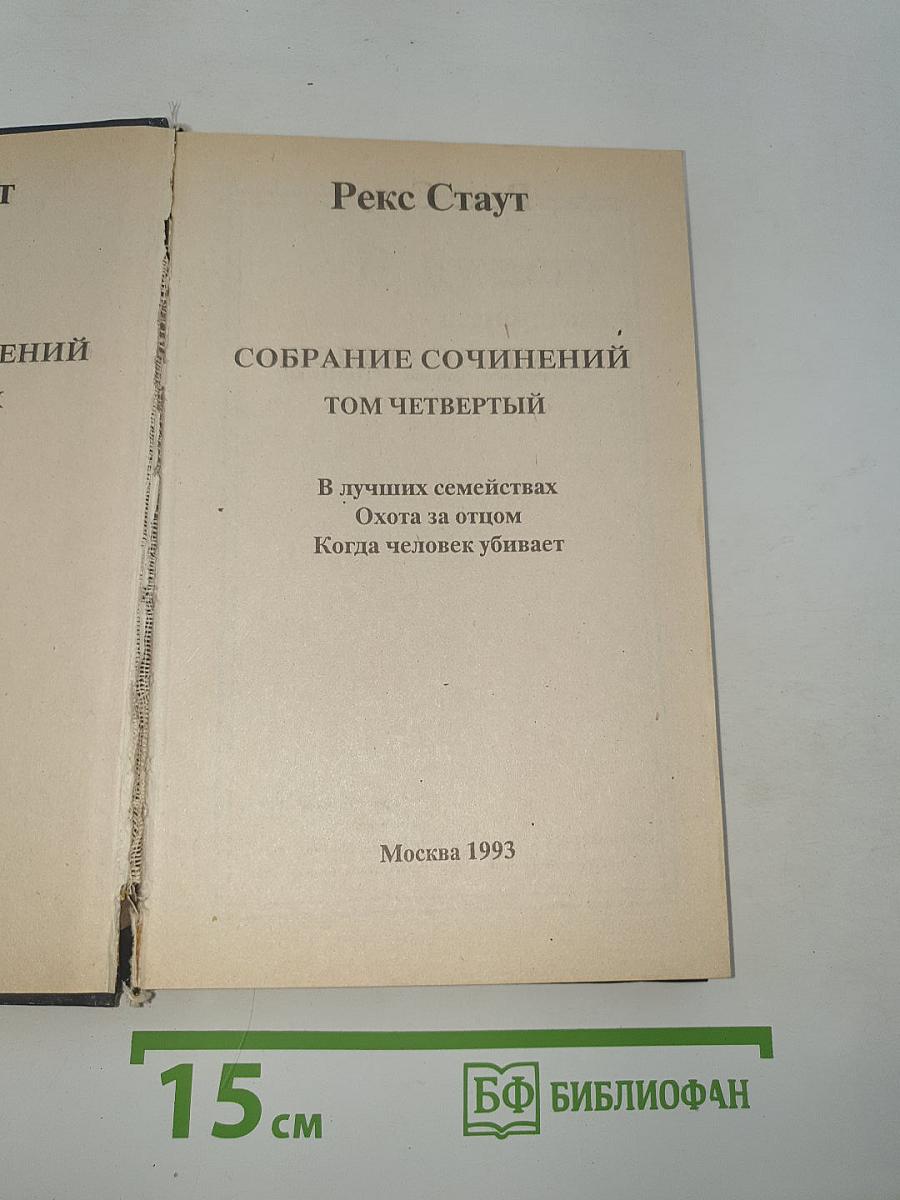 Рекс Стаут
СОБРАНИЕ СОЧИНЕНИЙ
ТОМ ЧЕТВЕРТЫЙ
В лучших семействах
Охота за отцом
Когда человек убивает
Москва 1993
15 см
БФ БИБЛИОФАН